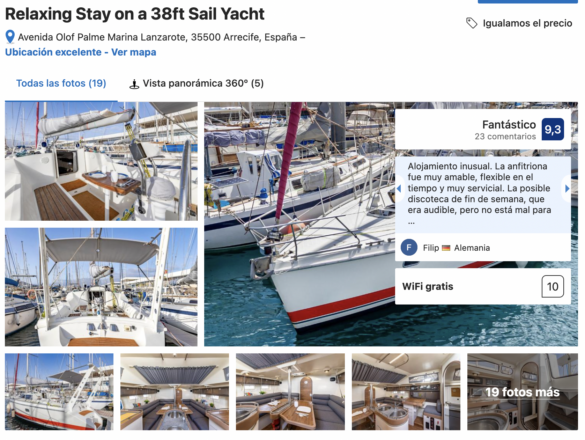 Relaxing Stay on a 38ft Sail Yacht
Igualamos el precio
Avenida Olof Palme Marina Lanzarote, 35500 Arrecife, España –
Ubicación excelente - Ver mapa
Todas las fotos (19)
Vista panorámica 360° (5)
Fantástico
23 comentarios
9,3
Alojamiento inusual. La anfitriona
fue muy amable, flexible en el
tiempo y muy servicial. La posible
discoteca de fin de semana, que
era audible, pero no está mal para
...
F
Filip
Alemania
WiFi gratis
10
19 fotos más